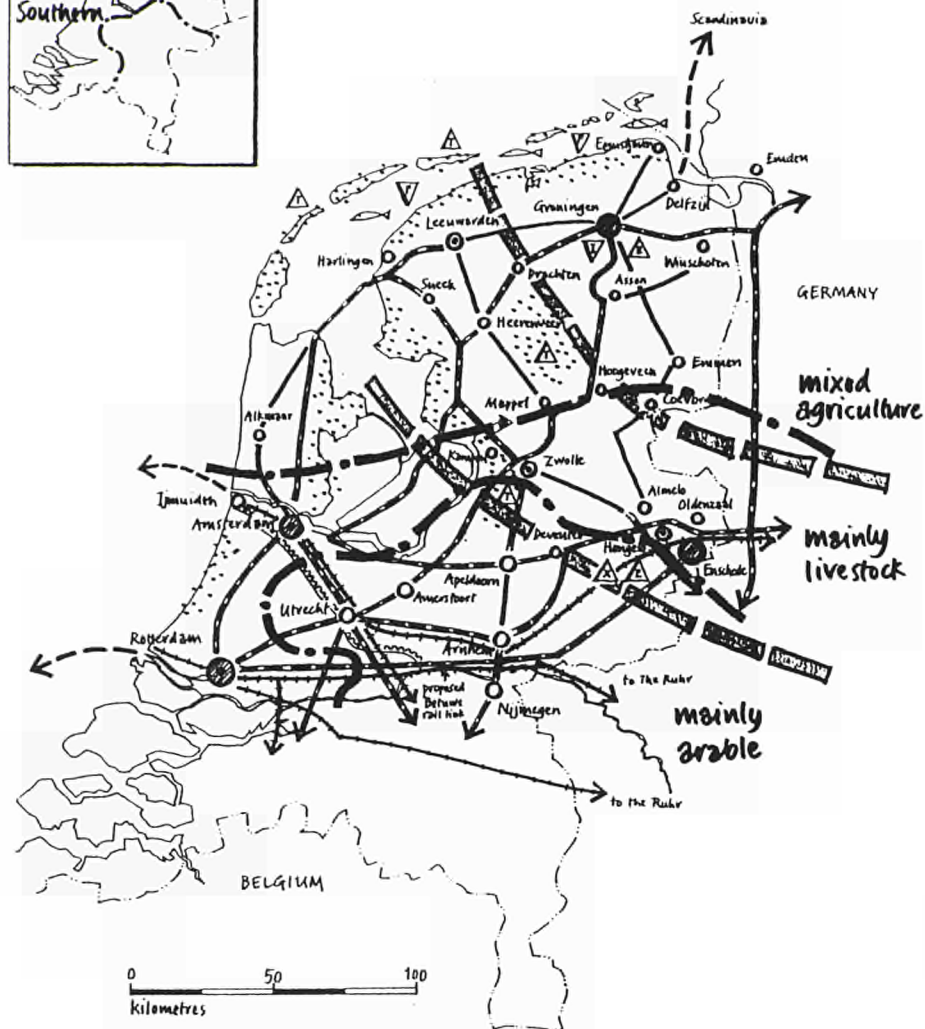 Southern
Scandinavia
Emden
Delfzijl
Groningen
Leeuwarden
Harlingen
Drachten
Winschoten
Assen
Sneek
GERMANY
Heerenveen
Emmen
Hoogeveen
mixed
agriculture
Meppel
Alkmaar
Kampen
Zwolle
Ijmuiden
Almelo
Oldenzaal
Amsterdam
Deventer
Hengelo
mainly
livestock
Enschede
Apeldoorn
Amersfoort
Utrecht
Rotterdam
Arnhem
to The Ruhr
proposed
Betuwe
rail link
Nijmegen
mainly
arable
to the Ruhr
BELGIUM
0 50 100
kilometres